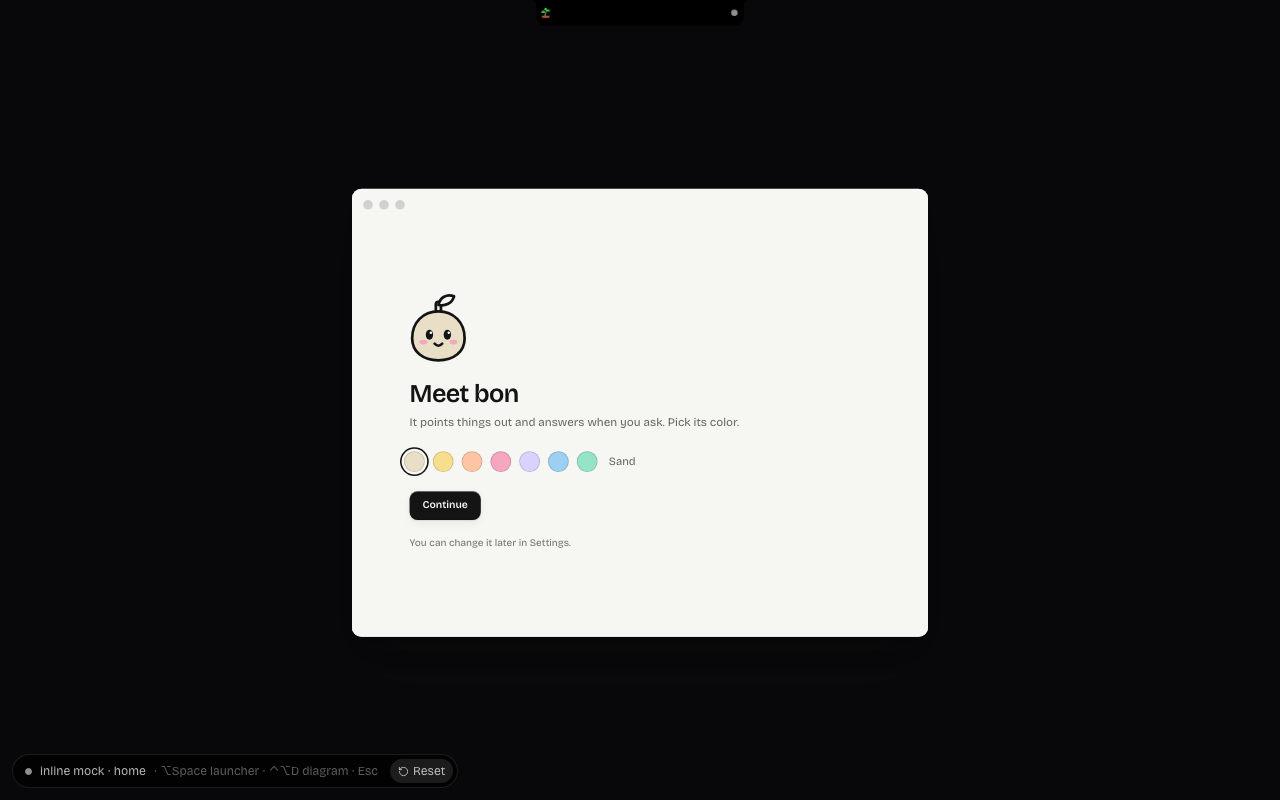 Meet bon
It points things out and answers when you ask. Pick its color.
Sand
Continue
You can change it later in Settings.
inline mock · home · ⌥Space launcher · ^⌥D diagram · Esc Reset